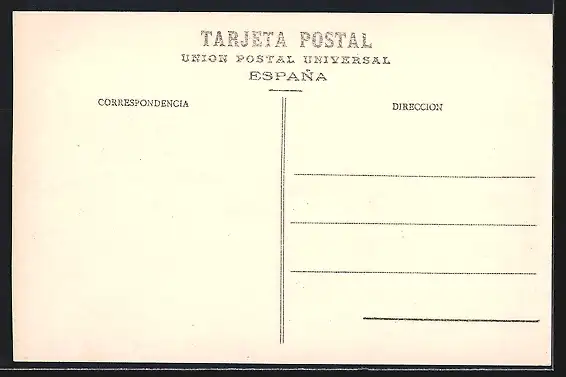 TARJETA POSTAL
UNION POSTAL UNIVERSAL
ESPAÑA
CORRESPONDENCIA
DIRECCION